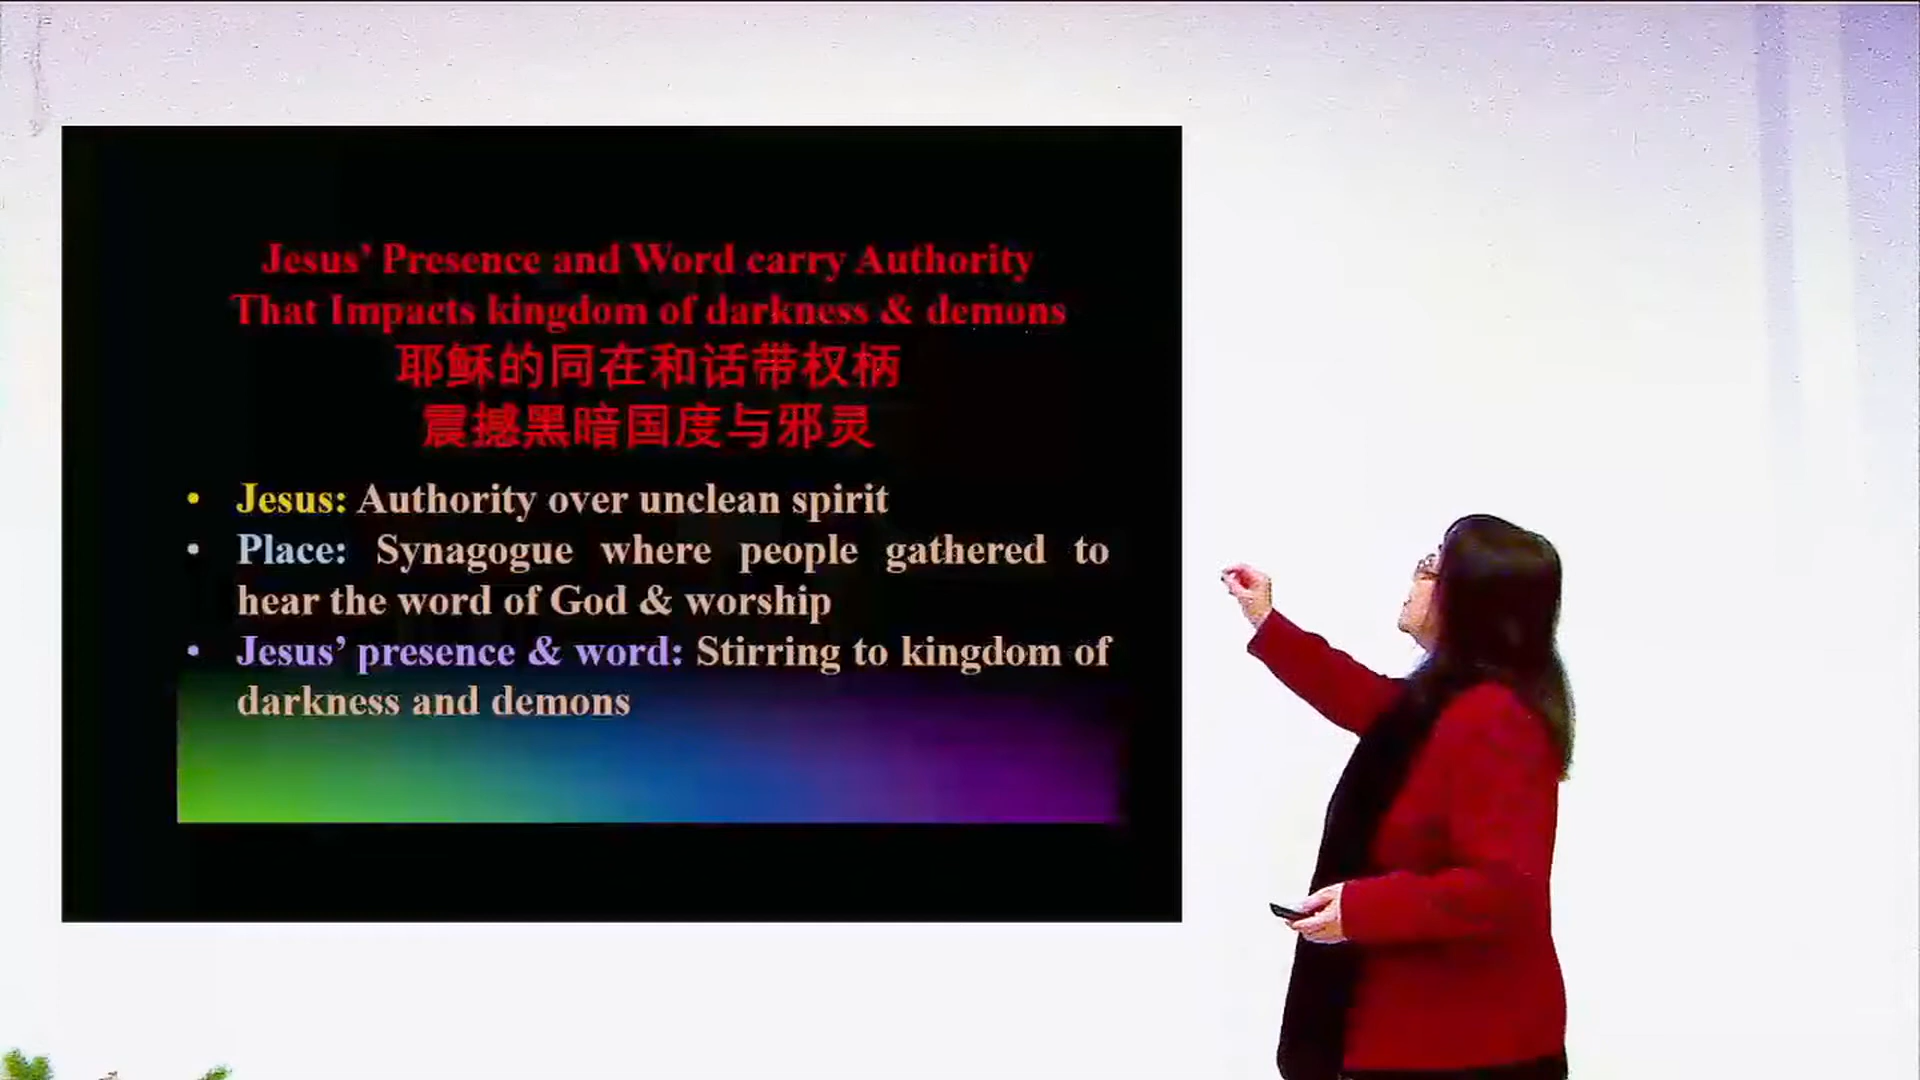 Jesus’ Presence and Word carry Authority
That Impacts kingdom of darkness & demons
耶稣的同在和话带权柄
震撼黑暗国度与邪灵
• Jesus: Authority over unclean spirit
• Place: Synagogue where people gathered to
hear the word of God & worship
• Jesus’ presence & word: Stirring to kingdom of
darkness and demons